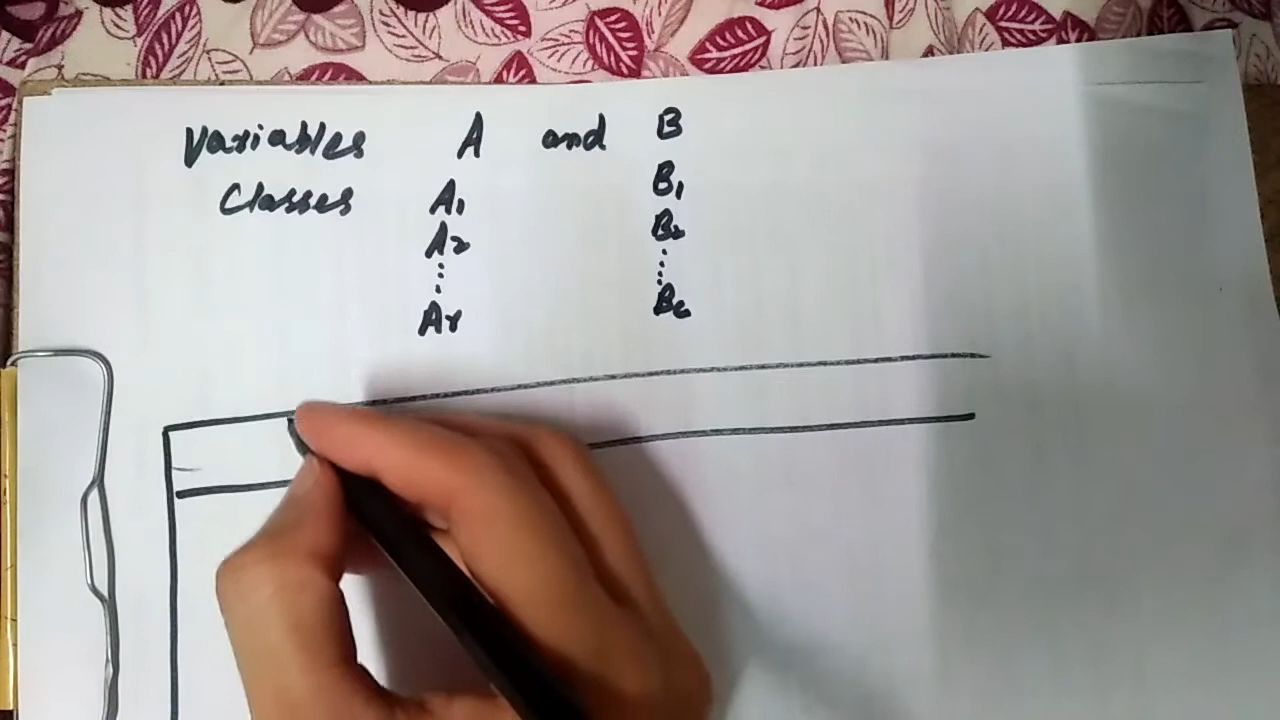 Variables A and B
Classes A1 B1
A2 B2
⋮ ⋮
Ar Bc